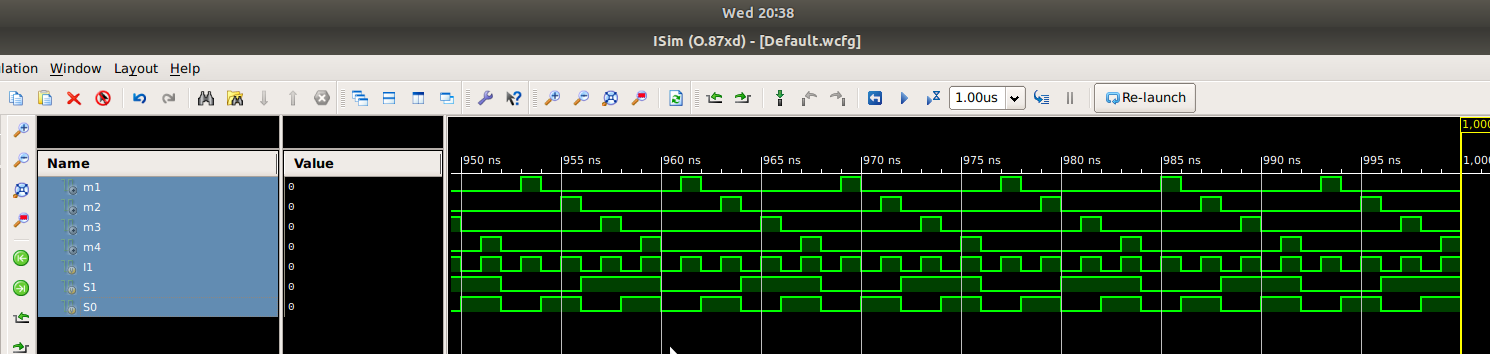 Wed 20:38
ISim (O.87xd) - [Default.wcfg]
lation Window Layout Help
1.00us Re-launch
1,000
Name Value
950 ns 955 ns 960 ns 965 ns 970 ns 975 ns 980 ns 985 ns 990 ns 995 ns 1,00
m1 0
m2 0
m3 0
m4 0
I1 0
S1 0
S0 0